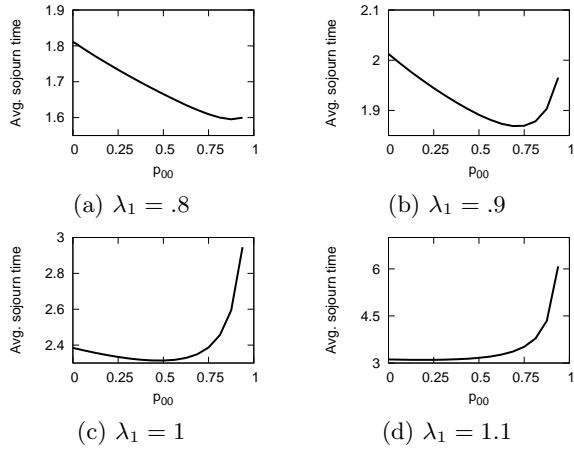 Avg. sojourn time
1.9
1.8
1.7
1.6
0 0.25 0.5 0.75 1
p00
(a) λ1 = .8
Avg. sojourn time
2.1
2
1.9
0 0.25 0.5 0.75 1
p00
(b) λ1 = .9
Avg. sojourn time
3
2.8
2.6
2.4
0 0.25 0.5 0.75 1
p00
(c) λ1 = 1
Avg. sojourn time
6
4.5
3
0 0.25 0.5 0.75 1
p00
(d) λ1 = 1.1